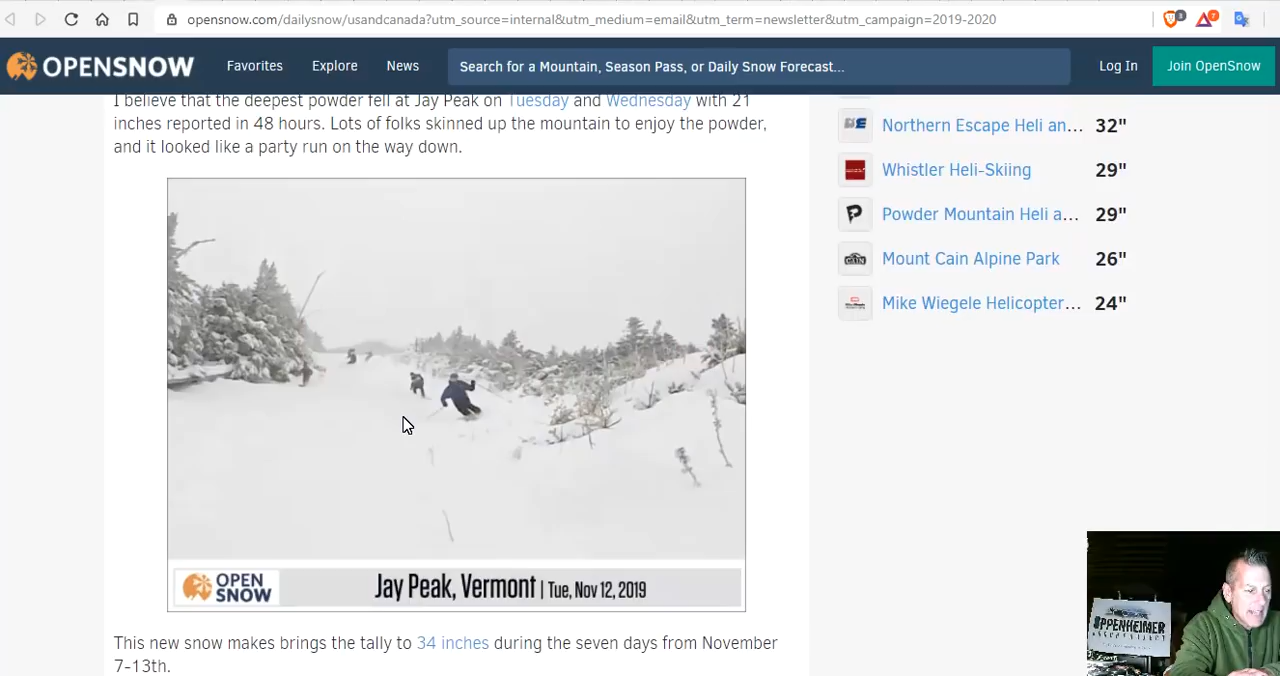 opensnow.com/dailysnow/usandcanada?utm_source=internal&utm_medium=email&utm_term=newsletter&utm_campaign=2019-2020
OPENSNOW Favorites Explore News Search for a Mountain, Season Pass, or Daily Snow Forecast... Log In Join OpenSnow
I believe that the deepest powder fell at Jay Peak on Tuesday and Wednesday with 21
inches reported in 48 hours. Lots of folks skinned up the mountain to enjoy the powder,
and it looked like a party run on the way down.
OPEN
SNOW
Jay Peak, Vermont | Tue, Nov 12, 2019
This new snow makes brings the tally to 34 inches during the seven days from November
7-13th.
Northern Escape Heli an... 32"
Whistler Heli-Skiing 29"
Powder Mountain Heli a... 29"
Mount Cain Alpine Park 26"
CAIN
Mike Wiegele Helicopter... 24"
OPPENHEIMER